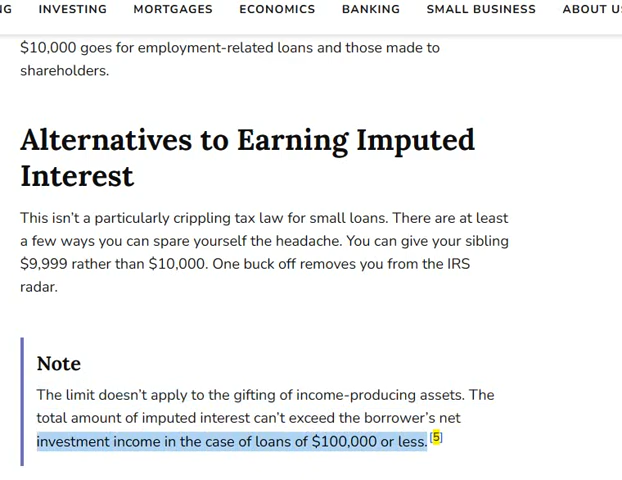 NG INVESTING MORTGAGES ECONOMICS BANKING SMALL BUSINESS ABOUT US
$10,000 goes for employment-related loans and those made to
shareholders.
Alternatives to Earning Imputed
Interest
This isn't a particularly crippling tax law for small loans. There are at least
a few ways you can spare yourself the headache. You can give your sibling
$9,999 rather than $10,000. One buck off removes you from the IRS
radar.
Note
The limit doesn't apply to the gifting of income-producing assets. The
total amount of imputed interest can't exceed the borrower's net
investment income in the case of loans of $100,000 or less. [5]